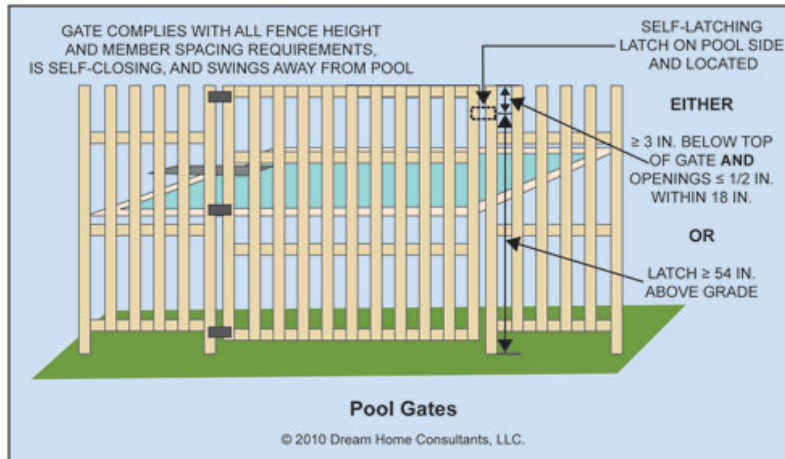 GATE COMPLIES WITH ALL FENCE HEIGHT
AND MEMBER SPACING REQUIREMENTS,
IS SELF-CLOSING, AND SWINGS AWAY FROM POOL
SELF-LATCHING
LATCH ON POOL SIDE
AND LOCATED
EITHER
≥ 3 IN. BELOW TOP
OF GATE AND
OPENINGS ≤ 1/2 IN.
WITHIN 18 IN.
OR
LATCH ≥ 54 IN.
ABOVE GRADE
Pool Gates
© 2010 Dream Home Consultants, LLC.